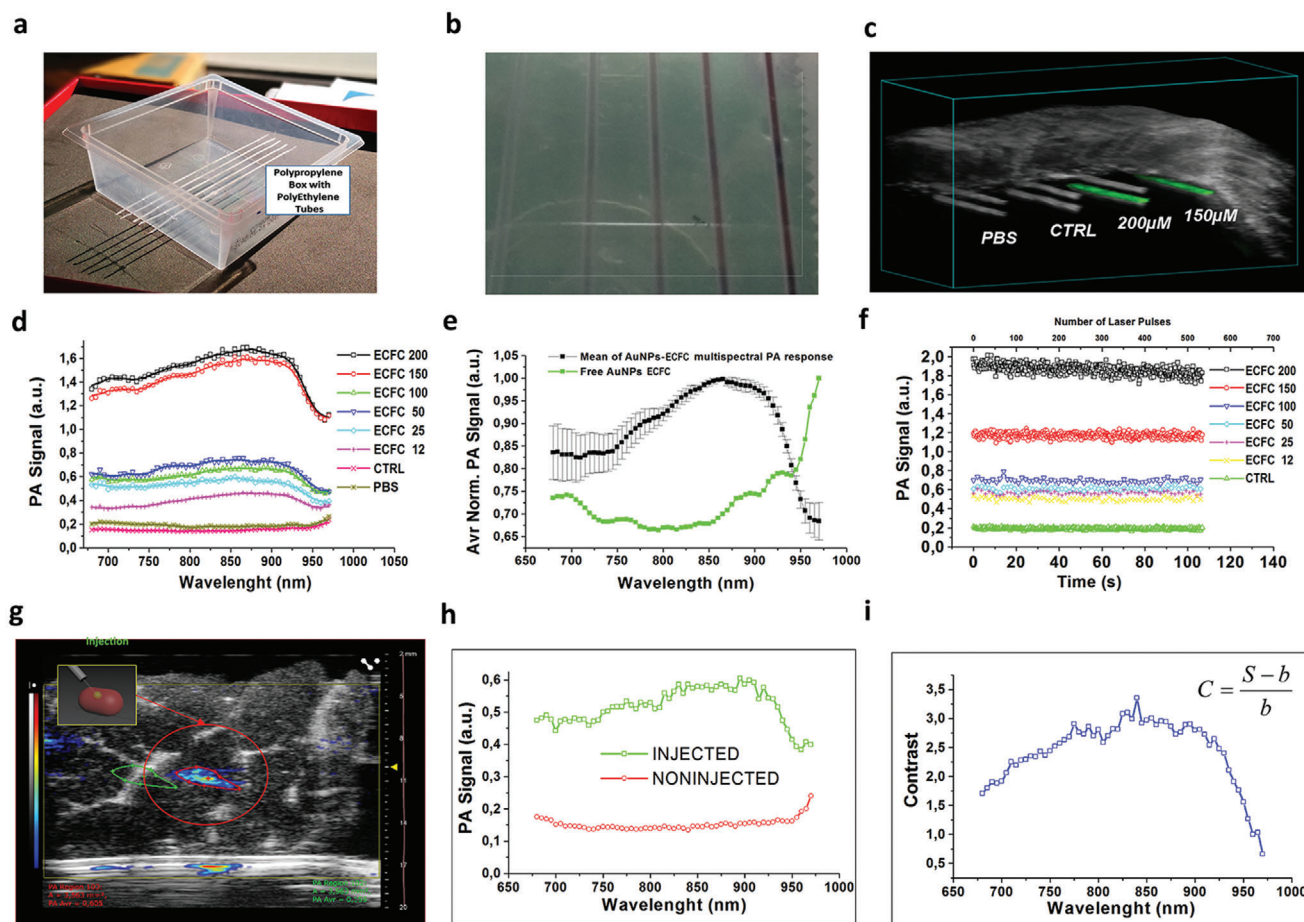 a
Polypropylene
Box with
PolyEthylene
Tubes
b
c
PBS
CTRL
200µM
150µM
d
PA Signal (a.u.)
1,6
1,4
1,2
1,0
0,8
0,6
0,4
0,2
0,0
700 750 800 850 900 950 1000 1050
Wavelenght (nm)
ECFC 200
ECFC 150
ECFC 100
ECFC 50
ECFC 25
ECFC 12
CTRL
PBS
e
Avr Norm. PA Signal (a.u.)
1,05
1,00
0,95
0,90
0,85
0,80
0,75
0,70
0,65
650 700 750 800 850 900 950 1000
Wavelength (nm)
Mean of AuNPs-ECFC multispectral PA response
Free AuNPs ECFC
f
Number of Laser Pulses
0 100 200 300 400 500 600 700
PA Signal (a.u.)
2,0
1,8
1,6
1,4
1,2
1,0
0,8
0,6
0,4
0,2
0,0
0 20 40 60 80 100 120 140
Time (s)
ECFC 200
ECFC 150
ECFC 100
ECFC 50
ECFC 25
ECFC 12
CTRL
g
Injection
2 mm
5
8
11
14
17
20
h
PA Signal (a.u.)
0,6
0,5
0,4
0,3
0,2
0,1
0,0
650 700 750 800 850 900 950 1000
Wavelenght (nm)
INJECTED
NONINJECTED
i
Contrast
3,5
3,0
2,5
2,0
1,5
1,0
0,5
650 700 750 800 850 900 950 1000
Wavelenght (nm)
C = S − b / b